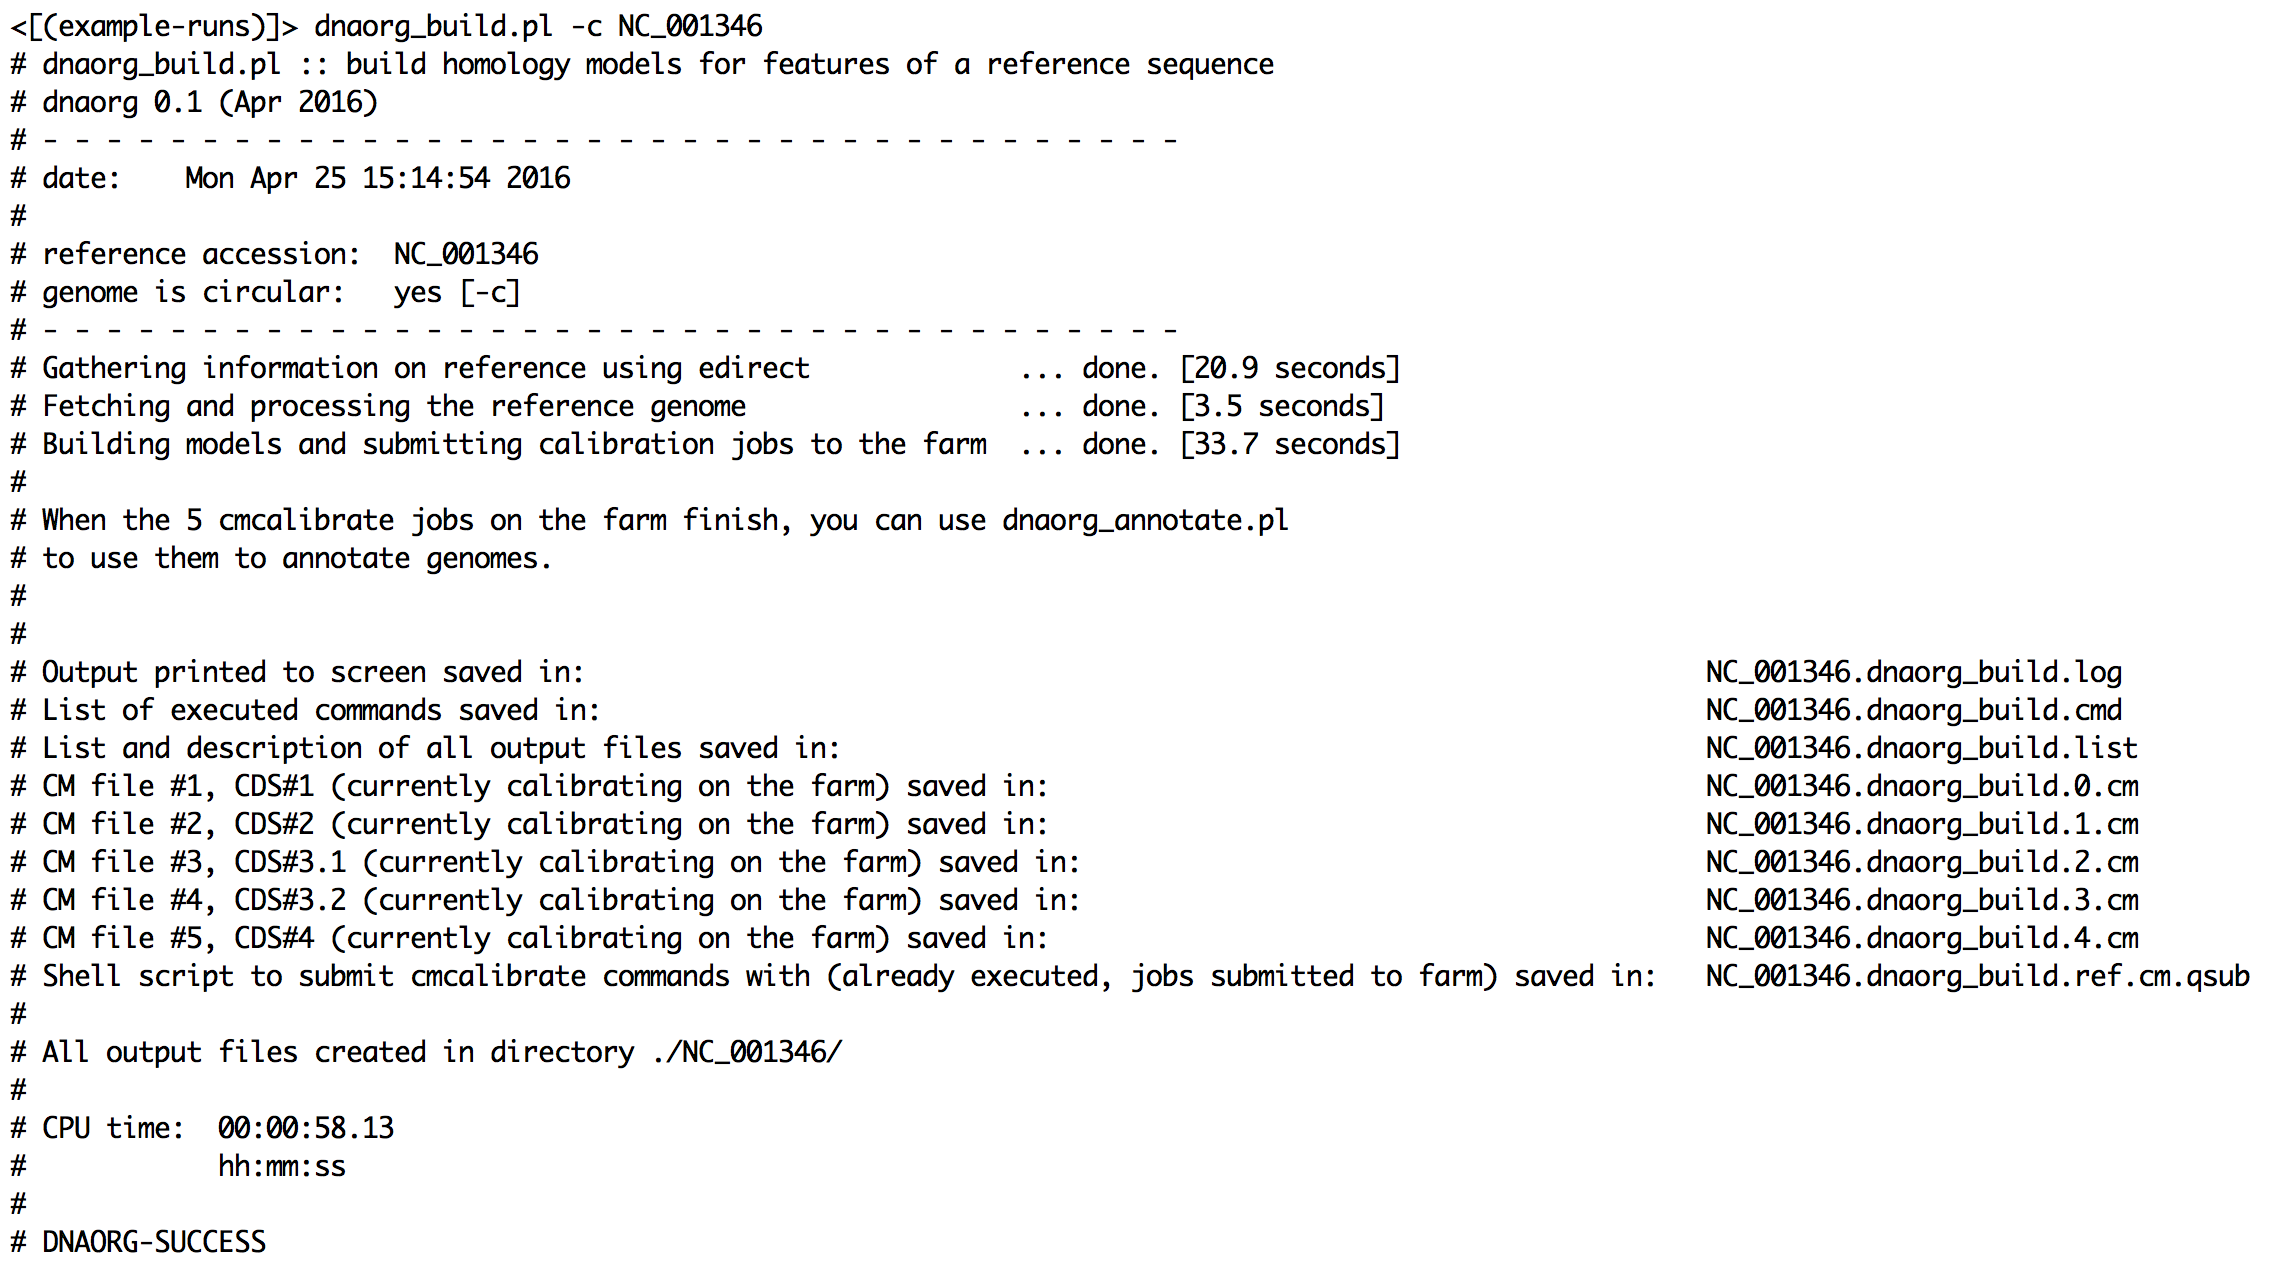 <[(example-runs)]> dnaorg_build.pl -c NC_001346
# dnaorg_build.pl :: build homology models for features of a reference sequence
# dnaorg 0.1 (Apr 2016)
# - - - - - - - - - - - - - - - - - - - - - - - - - - - - - - - - - - - -
# date:    Mon Apr 25 15:14:54 2016
#
# reference accession:  NC_001346
# genome is circular:   yes [-c]
# - - - - - - - - - - - - - - - - - - - - - - - - - - - - - - - - - - - -
# Gathering information on reference using edirect             ... done. [20.9 seconds]
# Fetching and processing the reference genome                 ... done. [3.5 seconds]
# Building models and submitting calibration jobs to the farm  ... done. [33.7 seconds]
#
# When the 5 cmcalibrate jobs on the farm finish, you can use dnaorg_annotate.pl
# to use them to annotate genomes.
#
#
# Output printed to screen saved in:                                                                      NC_001346.dnaorg_build.log
# List of executed commands saved in:                                                                     NC_001346.dnaorg_build.cmd
# List and description of all output files saved in:                                                      NC_001346.dnaorg_build.list
# CM file #1, CDS#1 (currently calibrating on the farm) saved in:                                         NC_001346.dnaorg_build.0.cm
# CM file #2, CDS#2 (currently calibrating on the farm) saved in:                                         NC_001346.dnaorg_build.1.cm
# CM file #3, CDS#3.1 (currently calibrating on the farm) saved in:                                       NC_001346.dnaorg_build.2.cm
# CM file #4, CDS#3.2 (currently calibrating on the farm) saved in:                                       NC_001346.dnaorg_build.3.cm
# CM file #5, CDS#4 (currently calibrating on the farm) saved in:                                         NC_001346.dnaorg_build.4.cm
# Shell script to submit cmcalibrate commands with (already executed, jobs submitted to farm) saved in:   NC_001346.dnaorg_build.ref.cm.qsub
#
# All output files created in directory ./NC_001346/
#
# CPU time:  00:00:58.13
#            hh:mm:ss
#
# DNAORG-SUCCESS